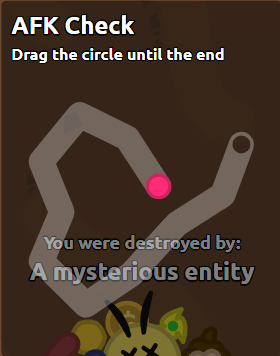 AFK Check
Drag the circle until the end
You were destroyed by:
A mysterious entity